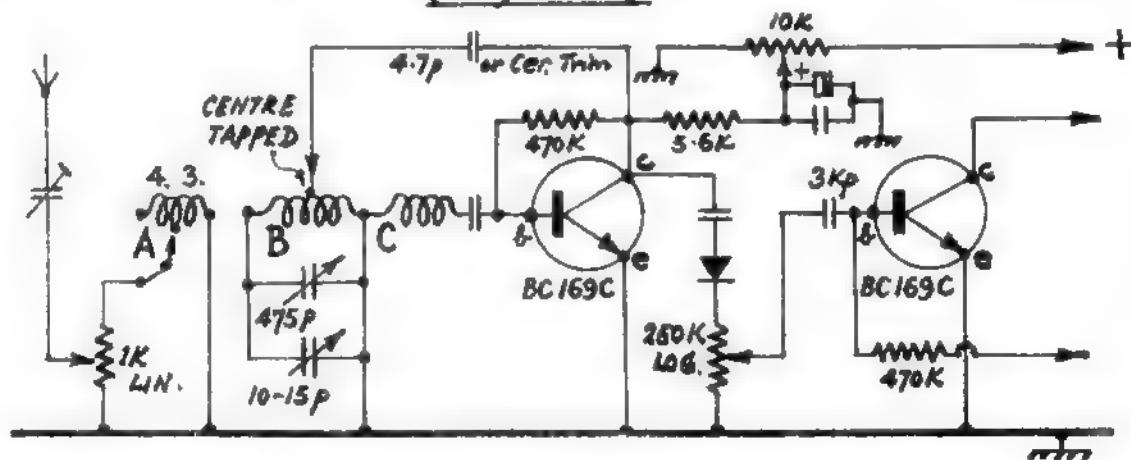 10K
+
4.7p
or Cer. Trim
+
CENTRE
TAPPED
470K
5.6K
4. 3.
c
3Kp
c
A
B
C
b
b
e
e
BC169C
BC169C
475p
1K
LIN.
250K
LOG.
10-15p
470K